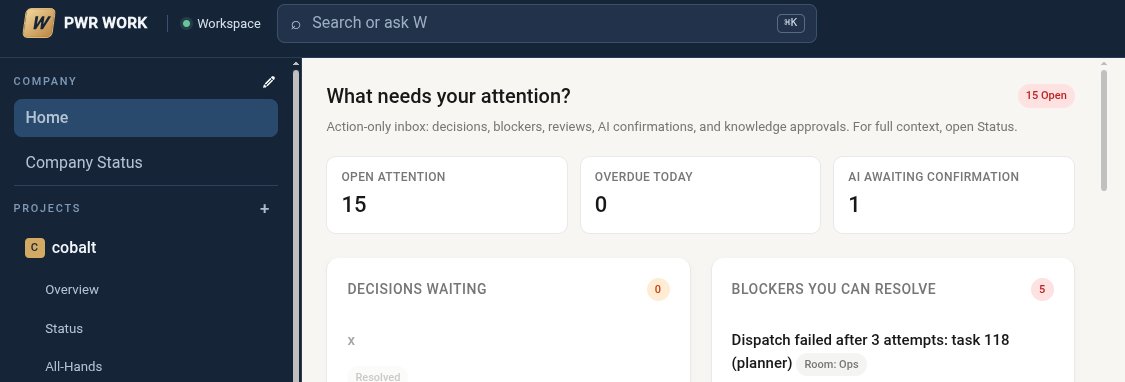 W PWR WORK
Workspace
Search or ask W
⌘K
COMPANY
Home
Company Status
PROJECTS +
C cobalt
Overview
Status
All-Hands
What needs your attention?
15 Open
Action-only inbox: decisions, blockers, reviews, AI confirmations, and knowledge approvals. For full context, open Status.
OPEN ATTENTION
15
OVERDUE TODAY
0
AI AWAITING CONFIRMATION
1
DECISIONS WAITING
0
x
Resolved
BLOCKERS YOU CAN RESOLVE
5
Dispatch failed after 3 attempts: task 118
(planner) Room: Ops